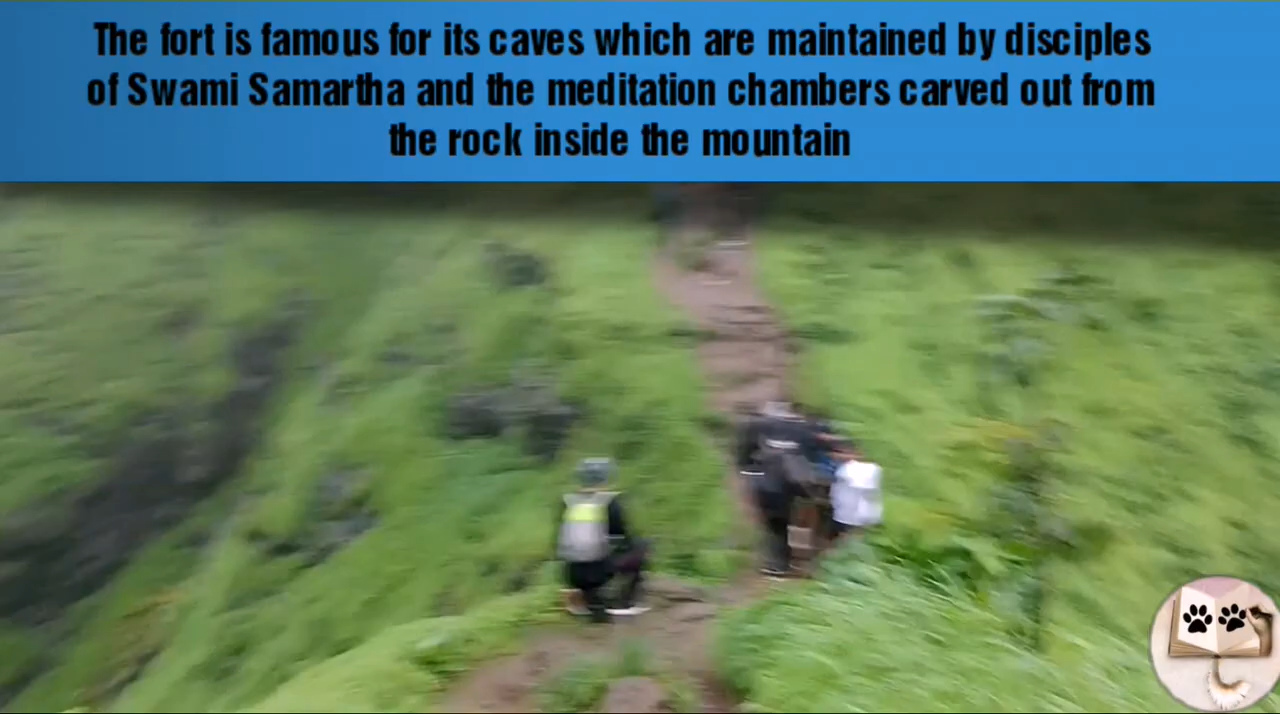 The fort is famous for its caves which are maintained by disciples
of Swami Samartha and the meditation chambers carved out from
the rock inside the mountain